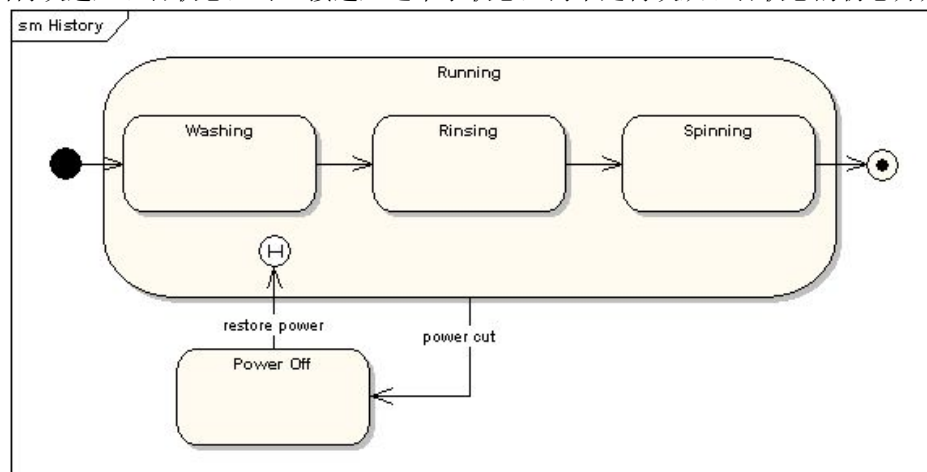 sm History
Running
Washing
Rinsing
Spinning
H
restore power
power cut
Power Off